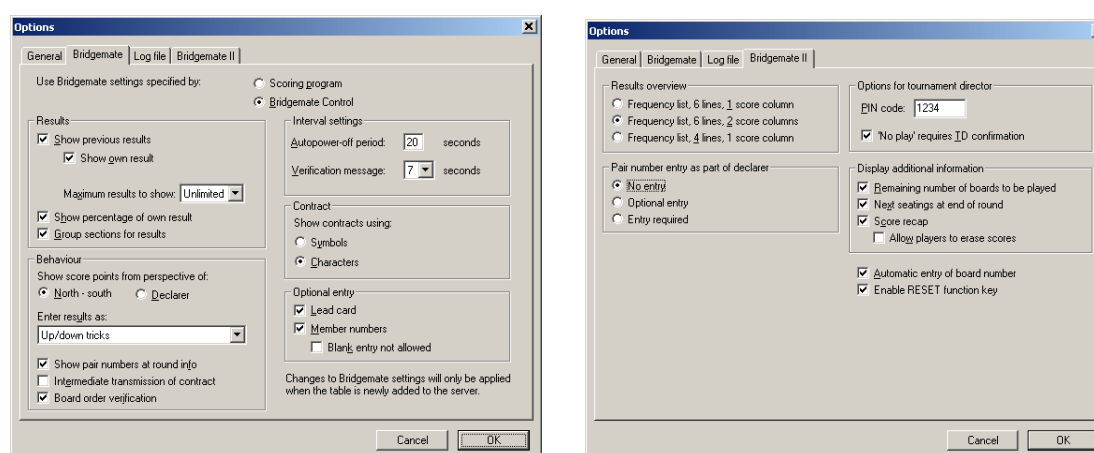 Options
General Bridgemate Log file Bridgemate II
Use Bridgemate settings specified by:
Scoring program
Bridgemate Control
Results
Show previous results
Show own result
Maximum results to show: Unlimited
Show percentage of own result
Group sections for results
Interval settings
Autopower-off period: 20 seconds
Verification message: 7 seconds
Contract
Show contracts using:
Symbols
Characters
Behaviour
Show score points from perspective of:
North - south Declarer
Enter results as:
Up/down tricks
Show pair numbers at round info
Intermediate transmission of contract
Board order verification
Optional entry
Lead card
Member numbers
Blank entry not allowed
Changes to Bridgemate settings will only be applied
when the table is newly added to the server.
Cancel OK
Options
General Bridgemate Log file Bridgemate II
Results overview
Frequency list, 6 lines, 1 score column
Frequency list, 6 lines, 2 score columns
Frequency list, 4 lines, 1 score column
Pair number entry as part of declarer
No entry
Optional entry
Entry required
Options for tournament director
PIN code: 1234
'No play' requires TD confirmation
Display additional information
Remaining number of boards to be played
Next seatings at end of round
Score recap
Allow players to erase scores
Automatic entry of board number
Enable RESET function key
Cancel OK